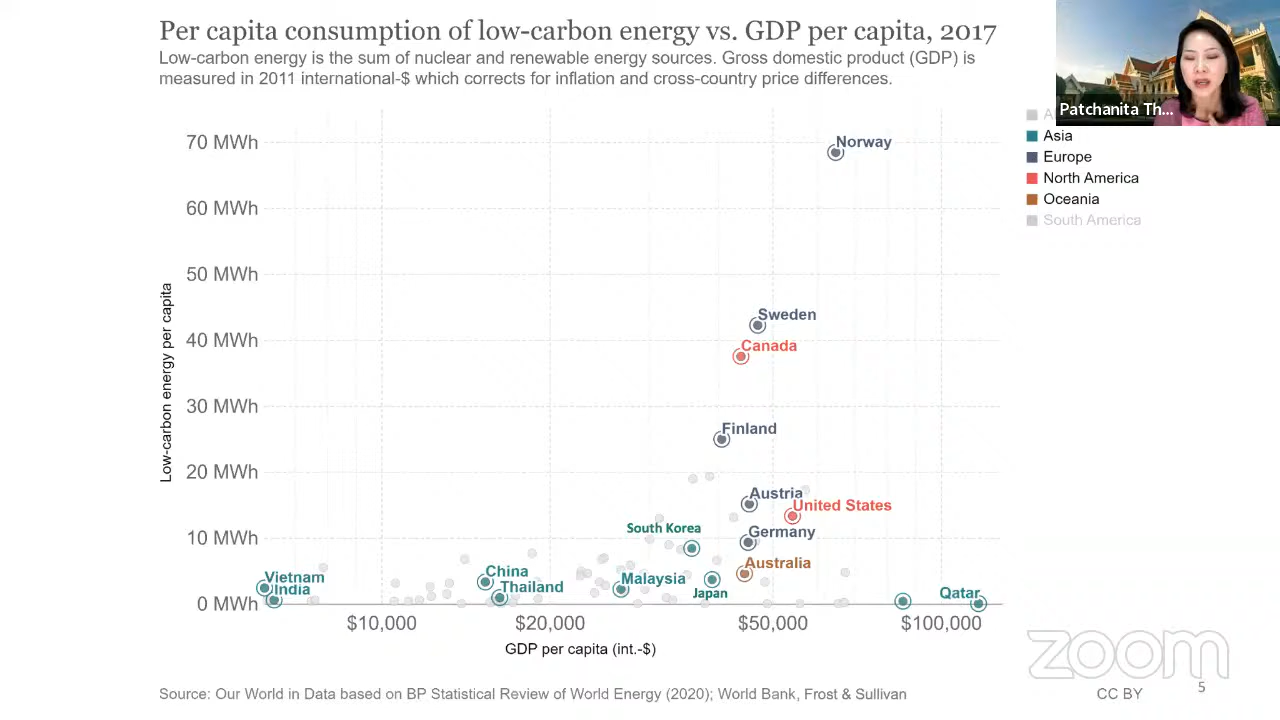 Per capita consumption of low-carbon energy vs. GDP per capita, 2017
Low-carbon energy is the sum of nuclear and renewable energy sources. Gross domestic product (GDP) is
measured in 2011 international-$ which corrects for inflation and cross-country price differences.
Patchanita Th...
Asia
Europe
North America
Oceania
South America
Low-carbon energy per capita
70 MWh
60 MWh
50 MWh
40 MWh
30 MWh
20 MWh
10 MWh
0 MWh
Norway
Sweden
Canada
Finland
Austria
United States
South Korea
Germany
Australia
China
Vietnam
Malaysia
Thailand
India
Japan
Qatar
$10,000
$20,000
$50,000
$100,000
GDP per capita (int.-$)
zoom
Source: Our World in Data based on BP Statistical Review of World Energy (2020); World Bank, Frost & Sullivan
CC BY
5